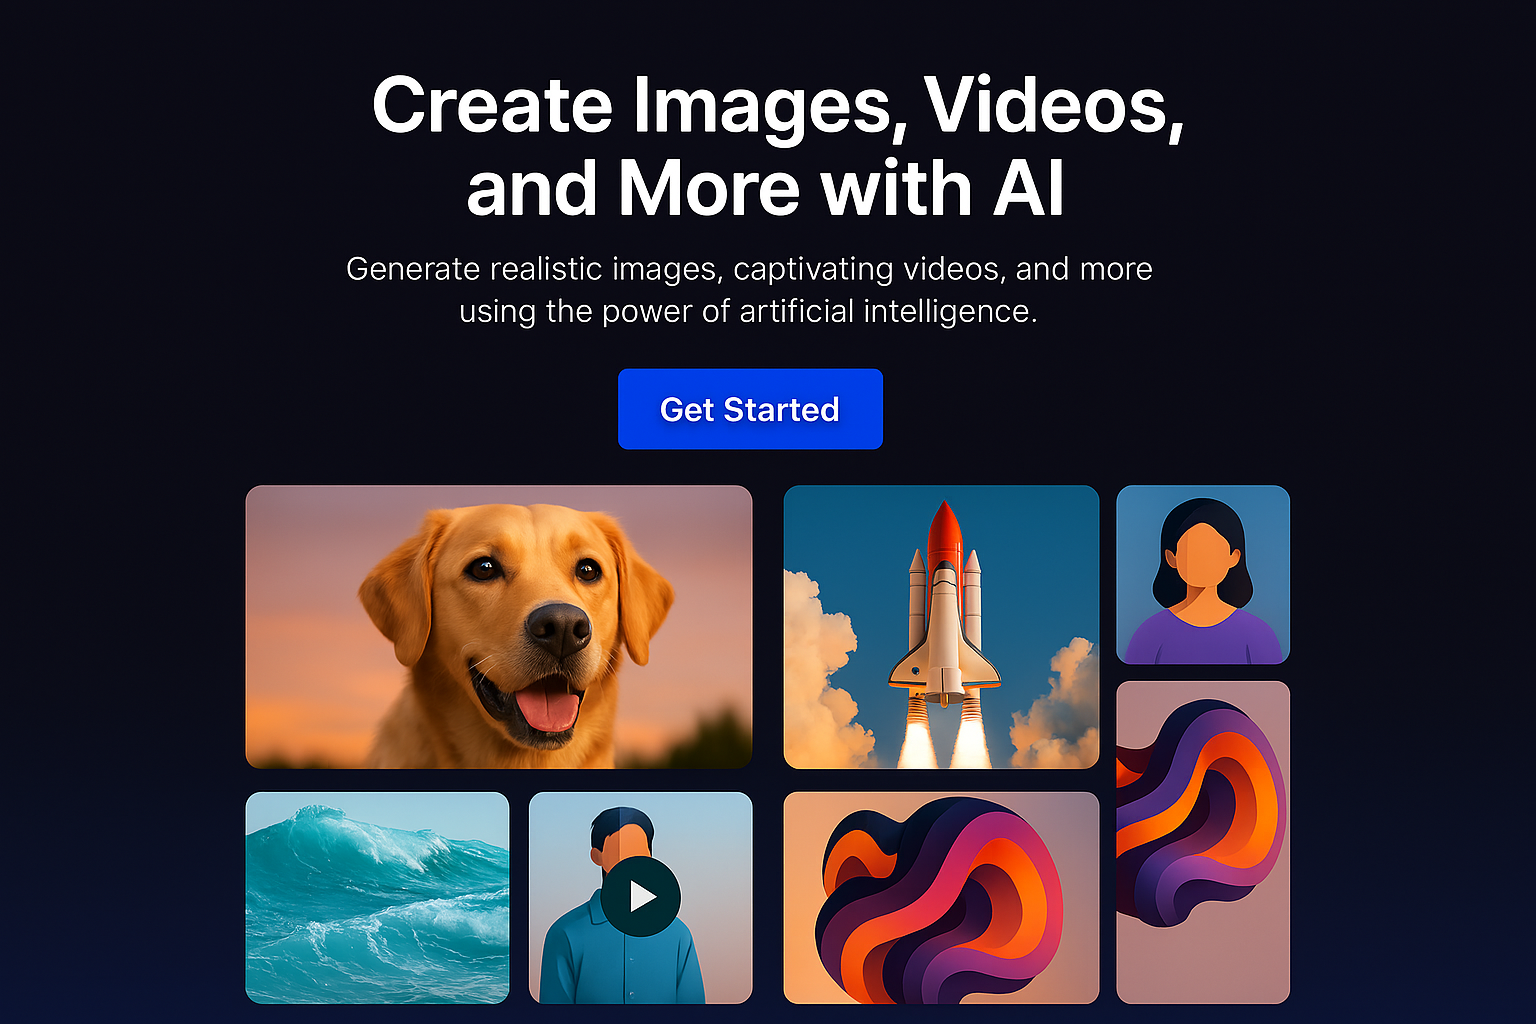 Create Images, Videos,
and More with AI
Generate realistic images, captivating videos, and more
using the power of artificial intelligence.
Get Started